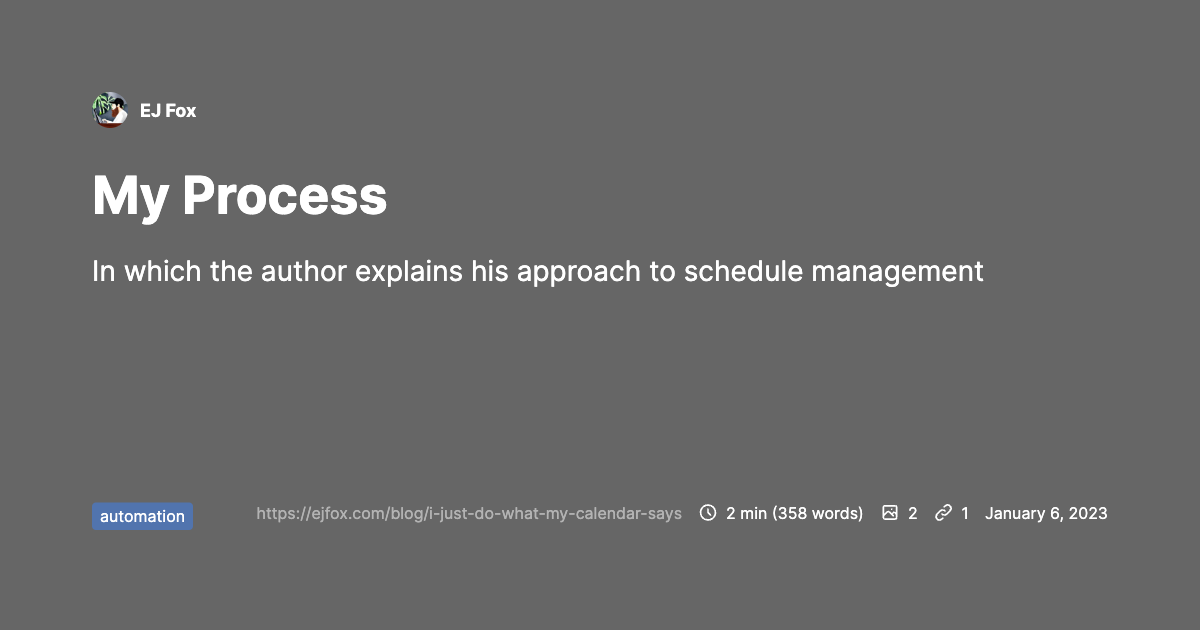 EJ Fox
My Process
In which the author explains his approach to schedule management
automation https://ejfox.com/blog/i-just-do-what-my-calendar-says 2 min (358 words) 2 1 January 6, 2023